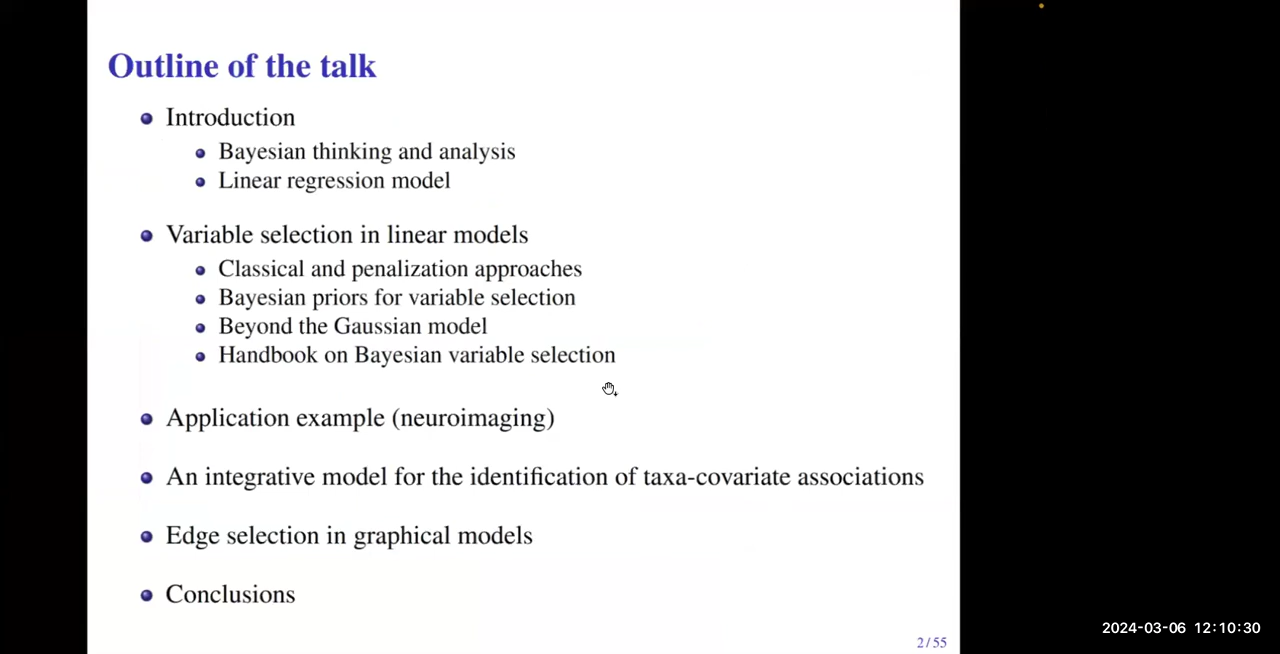 Outline of the talk
Introduction
Bayesian thinking and analysis
Linear regression model
Variable selection in linear models
Classical and penalization approaches
Bayesian priors for variable selection
Beyond the Gaussian model
Handbook on Bayesian variable selection
Application example (neuroimaging)
An integrative model for the identification of taxa-covariate associations
Edge selection in graphical models
Conclusions
2 / 55
2024-03-06 12:10:30